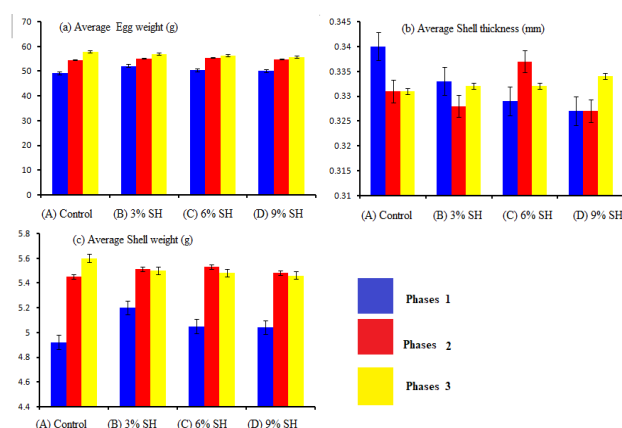 (a) Average Egg weight (g)
70
60
50
40
30
20
10
0
(A) Control (B) 3% SH (C) 6% SH (D) 9% SH
(b) Average Shell thickness (mm)
0.345
0.34
0.335
0.33
0.325
0.32
0.315
0.31
(A) Control (B) 3% SH (C) 6% SH (D) 9% SH
(c) Average Shell weight (g)
5.8
5.6
5.4
5.2
5
4.8
4.6
4.4
(A) Control (B) 3% SH (C) 6% SH (D) 9% SH
Phases 1
Phases 2
Phases 3